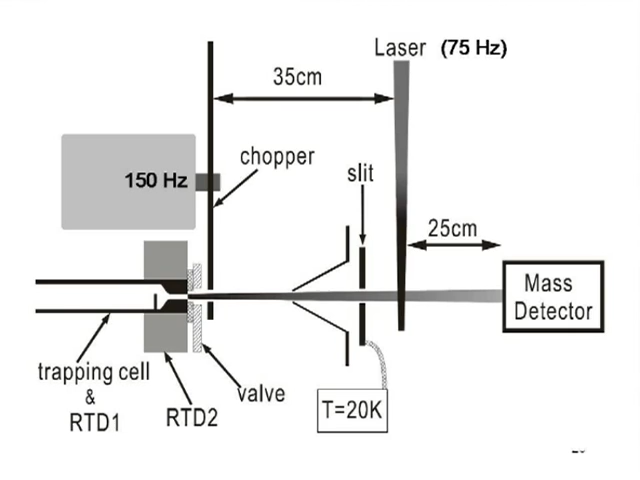 Laser (75 Hz)
35cm
chopper
150 Hz
slit
25cm
Mass
Detector
trapping cell
&
RTD1
RTD2
valve
T=20K